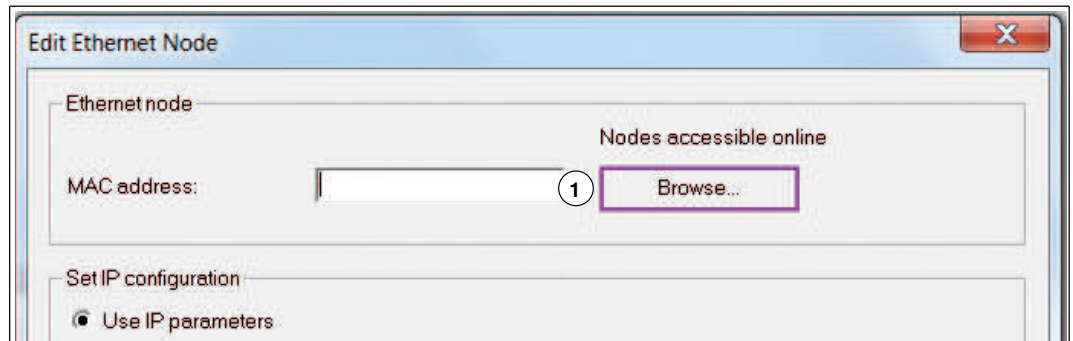 Edit Ethernet Node
Ethernet node
Nodes accessible online
MAC address:
1
Browse...
Set IP configuration
Use IP parameters